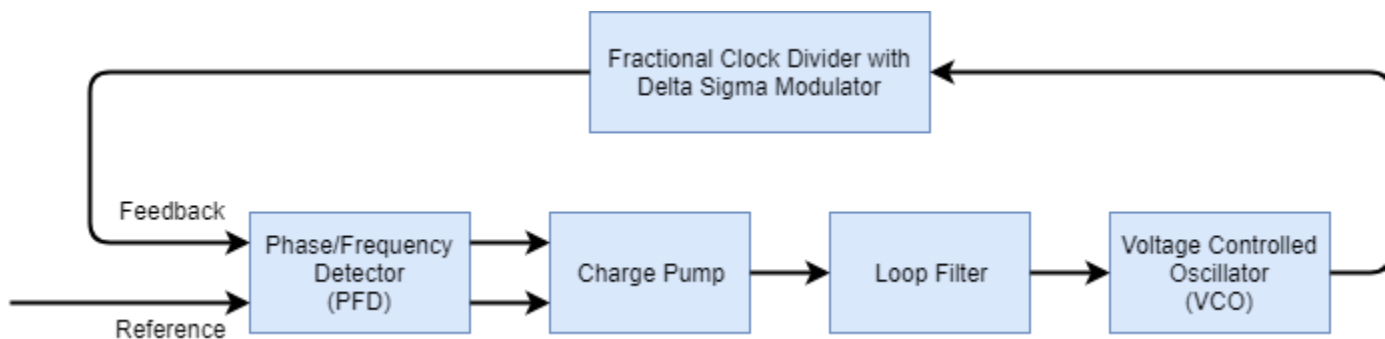 Fractional Clock Divider with
Delta Sigma Modulator
Feedback
Phase/Frequency
Detector
(PFD)
Charge Pump
Loop Filter
Voltage Controlled
Oscillator
(VCO)
Reference